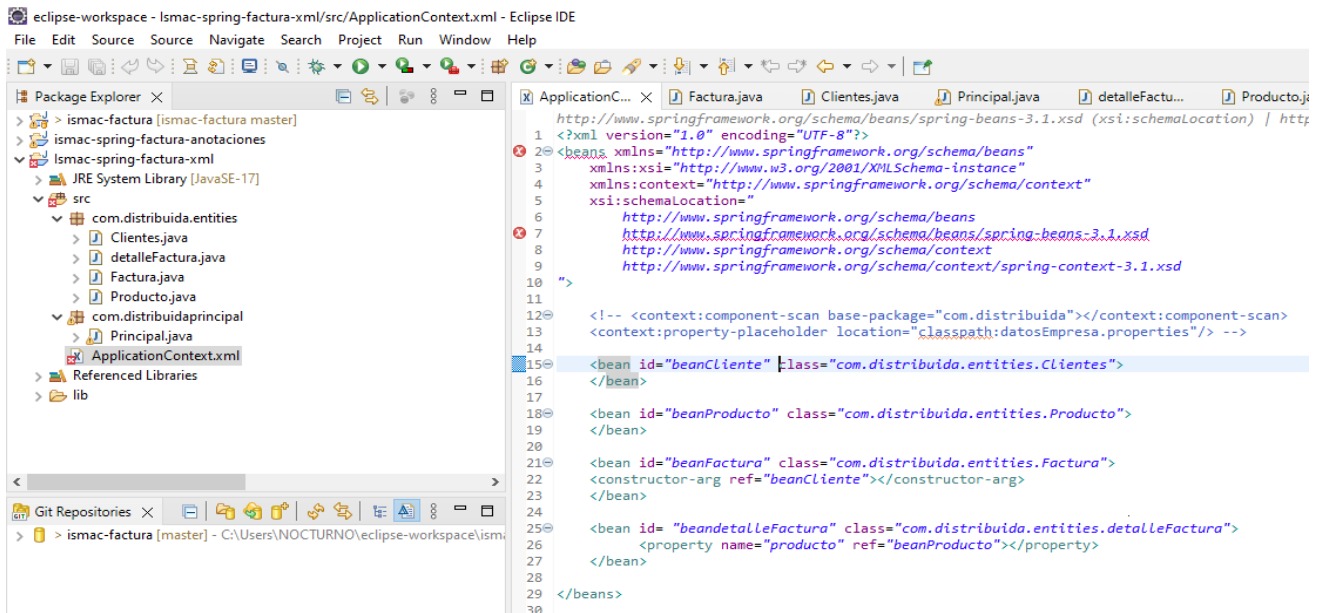 eclipse-workspace - lsmac-spring-factura-xml/src/ApplicationContext.xml - Eclipse IDE
File Edit Source Source Navigate Search Project Run Window Help
Package Explorer
> ismac-factura [ismac-factura master]
ismac-spring-factura-anotaciones
lsmac-spring-factura-xml
JRE System Library [JavaSE-17]
src
com.distribuida.entities
Clientes.java
detalleFactura.java
Factura.java
Producto.java
com.distribuidaprincipal
Principal.java
ApplicationContext.xml
Referenced Libraries
lib
Git Repositories
> ismac-factura [master] - C:\Users\NOCTURNO\eclipse-workspace\isma
ApplicationC... Factura.java Clientes.java Principal.java detalleFactu... Producto.ja
http://www.springframework.org/schema/beans/spring-beans-3.1.xsd (xsi:schemaLocation) | http
1 <?xml version="1.0" encoding="UTF-8"?>
2 <beans xmlns="http://www.springframework.org/schema/beans"
3 xmlns:xsi="http://www.w3.org/2001/XMLSchema-instance"
4 xmlns:context="http://www.springframework.org/schema/context"
5 xsi:schemaLocation="
6 http://www.springframework.org/schema/beans
7 http://www.springframework.org/schema/beans/spring-beans-3.1.xsd
8 http://www.springframework.org/schema/context
9 http://www.springframework.org/schema/context/spring-context-3.1.xsd
10 ">
11
12 <!-- <context:component-scan base-package="com.distribuida"></context:component-scan>
13 <context:property-placeholder location="classpath:datosEmpresa.properties"/> -->
14
15 <bean id="beanCliente" class="com.distribuida.entities.Clientes">
16 </bean>
17
18 <bean id="beanProducto" class="com.distribuida.entities.Producto">
19 </bean>
20
21 <bean id="beanFactura" class="com.distribuida.entities.Factura">
22 <constructor-arg ref="beanCliente"></constructor-arg>
23 </bean>
24
25 <bean id= "beandetalleFactura" class="com.distribuida.entities.detalleFactura">
26 <property name="producto" ref="beanProducto"></property>
27 </bean>
28
29 </beans>
30